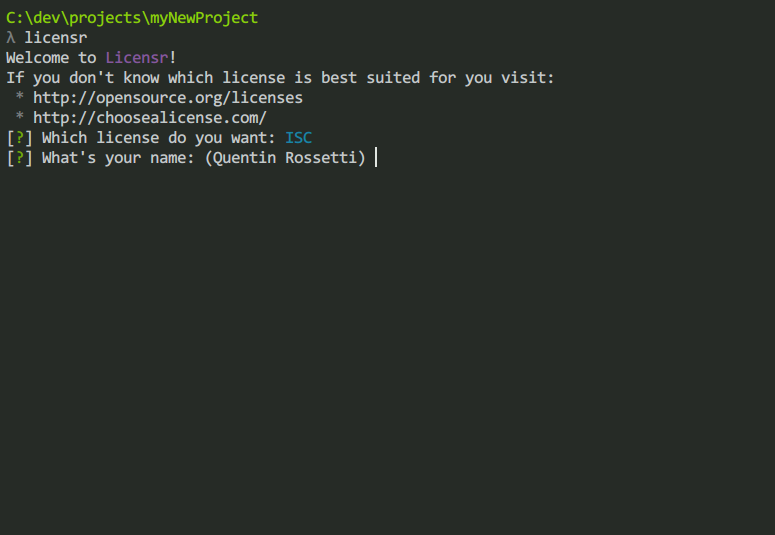 C:\dev\projects\myNewProject
λ licensr
Welcome to Licensr!
If you don't know which license is best suited for you visit:
 * http://opensource.org/licenses
 * http://choosealicense.com/
[?] Which license do you want: ISC
[?] What's your name: (Quentin Rossetti)